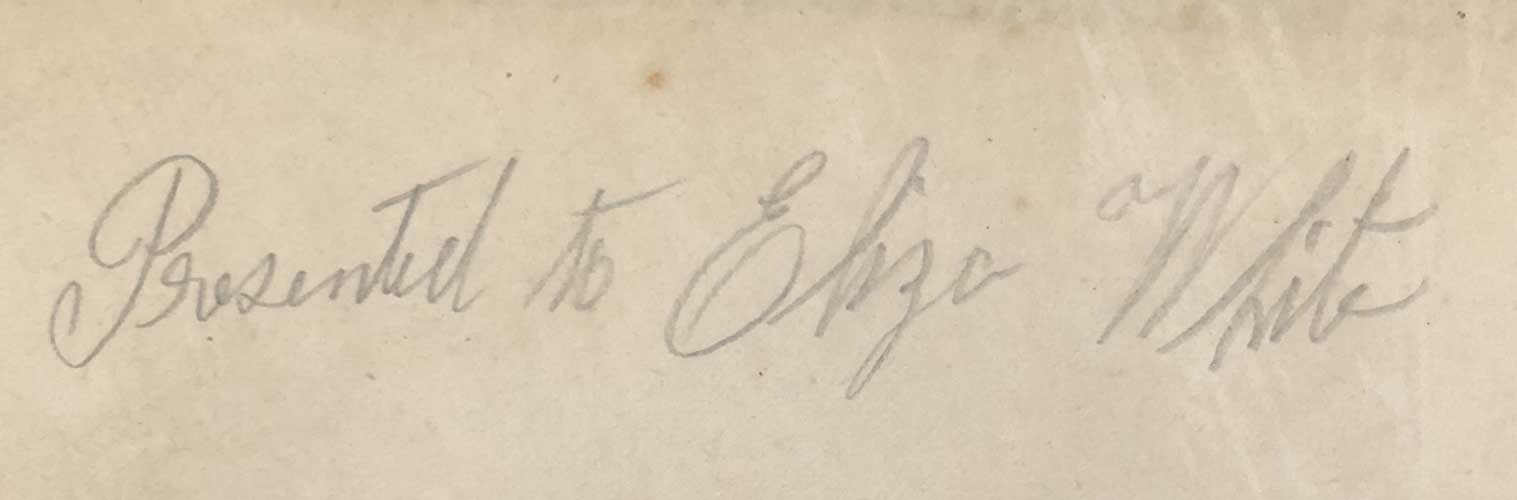 Presented to Eliza White